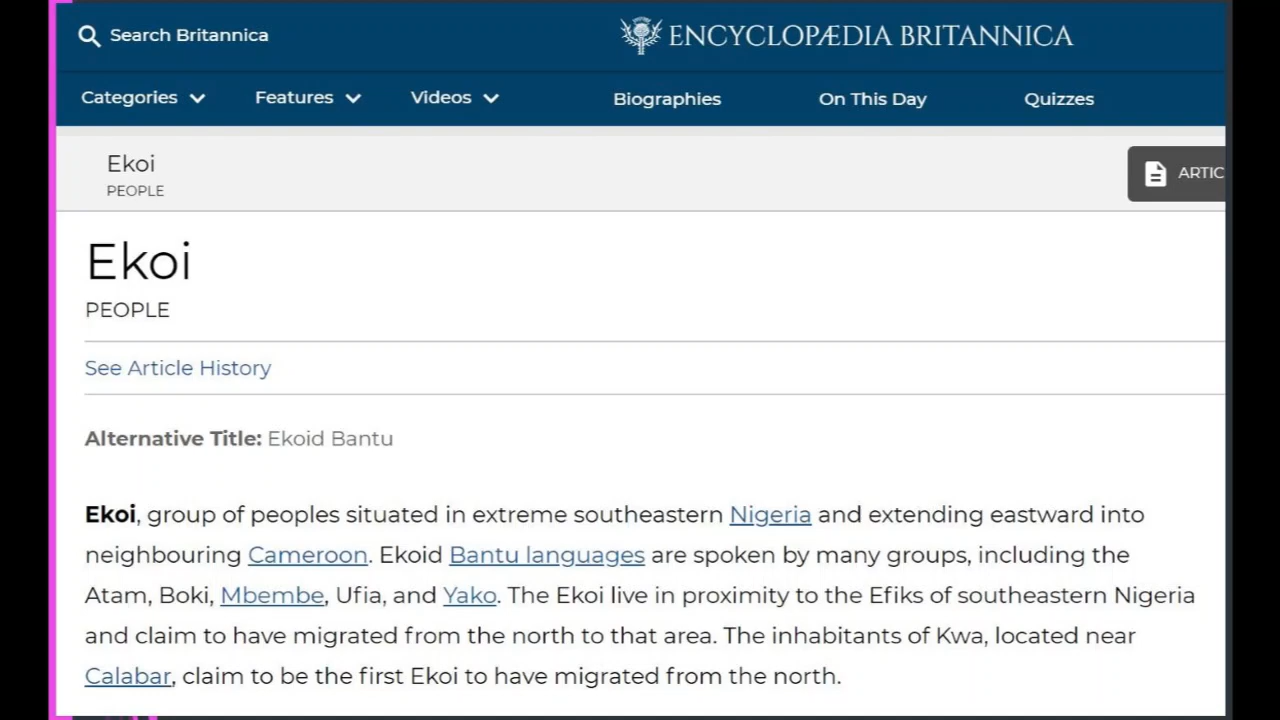 Search Britannica
ENCYCLOPÆDIA BRITANNICA
Categories
Features
Videos
Biographies
On This Day
Quizzes
Ekoi
PEOPLE
ARTIC
Ekoi
PEOPLE
See Article History
Alternative Title: Ekoid Bantu
Ekoi, group of peoples situated in extreme southeastern Nigeria and extending eastward into
neighbouring Cameroon. Ekoid Bantu languages are spoken by many groups, including the
Atam, Boki, Mbembe, Ufia, and Yako. The Ekoi live in proximity to the Efiks of southeastern Nigeria
and claim to have migrated from the north to that area. The inhabitants of Kwa, located near
Calabar, claim to be the first Ekoi to have migrated from the north.